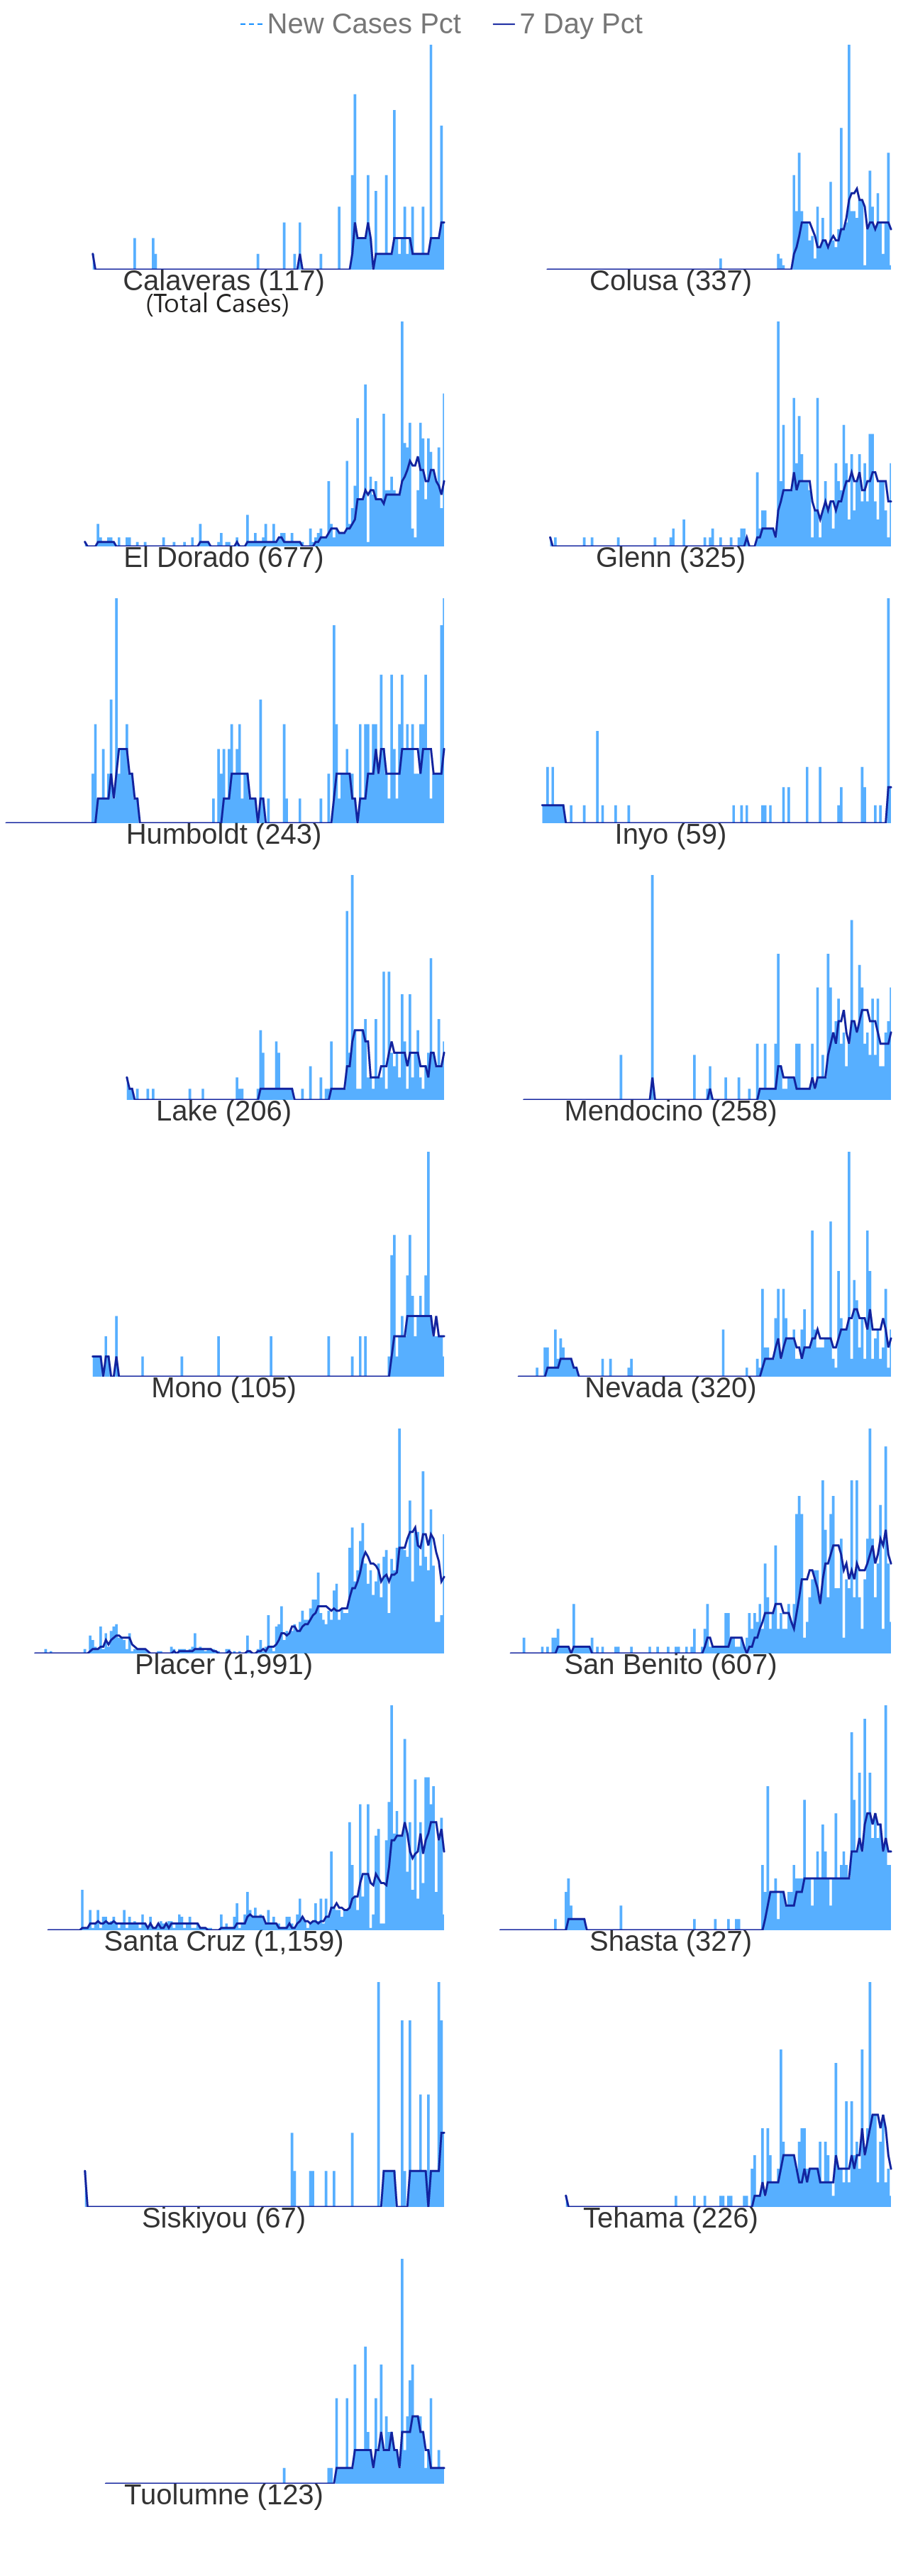 New Cases Pct 7 Day Pct
Calaveras (117) Colusa (337)
(Total Cases)
El Dorado (677) Glenn (325)
Humboldt (243) Inyo (59)
Lake (206) Mendocino (258)
Mono (105) Nevada (320)
Placer (1,991) San Benito (607)
Santa Cruz (1,159) Shasta (327)
Siskiyou (67) Tehama (226)
Tuolumne (123)